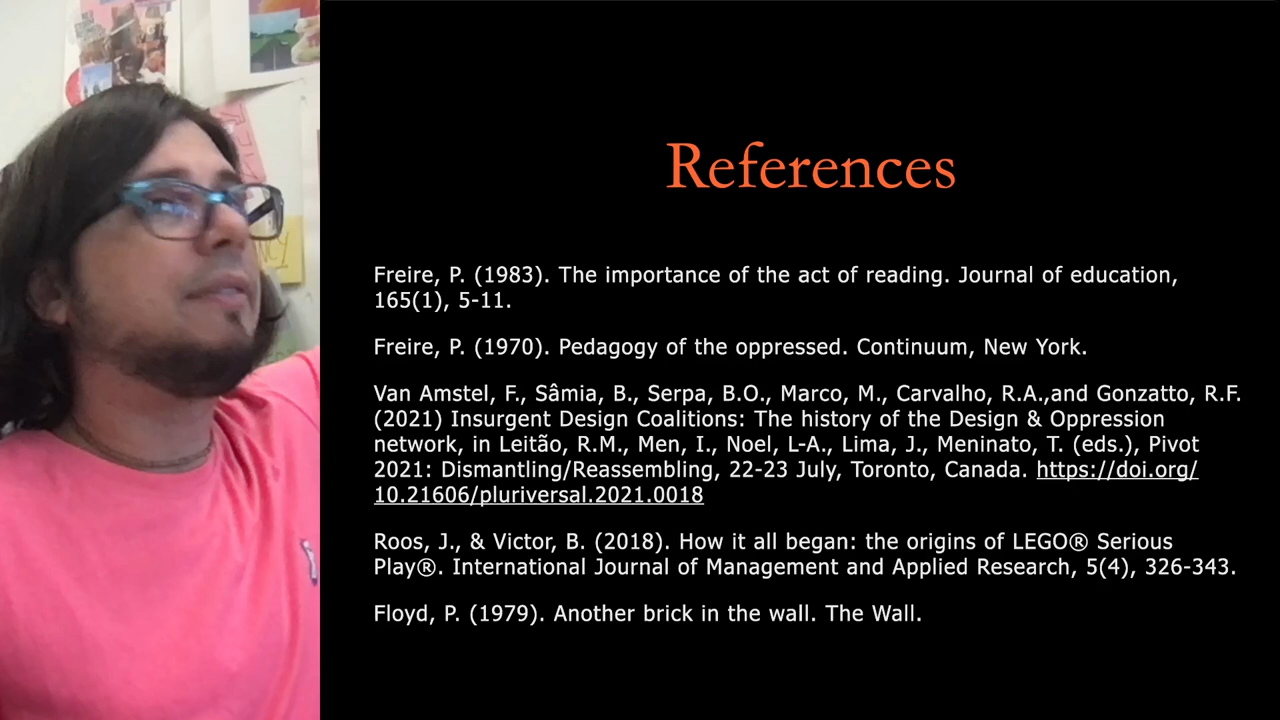 References
Freire, P. (1983). The importance of the act of reading. Journal of education,
165(1), 5-11.
Freire, P. (1970). Pedagogy of the oppressed. Continuum, New York.
Van Amstel, F., Sâmia, B., Serpa, B.O., Marco, M., Carvalho, R.A.,and Gonzatto, R.F.
(2021) Insurgent Design Coalitions: The history of the Design & Oppression
network, in Leitão, R.M., Men, I., Noel, L-A., Lima, J., Meninato, T. (eds.), Pivot
2021: Dismantling/Reassembling, 22-23 July, Toronto, Canada. https://doi.org/
10.21606/pluriversal.2021.0018
Roos, J., & Victor, B. (2018). How it all began: the origins of LEGO® Serious
Play®. International Journal of Management and Applied Research, 5(4), 326-343.
Floyd, P. (1979). Another brick in the wall. The Wall.